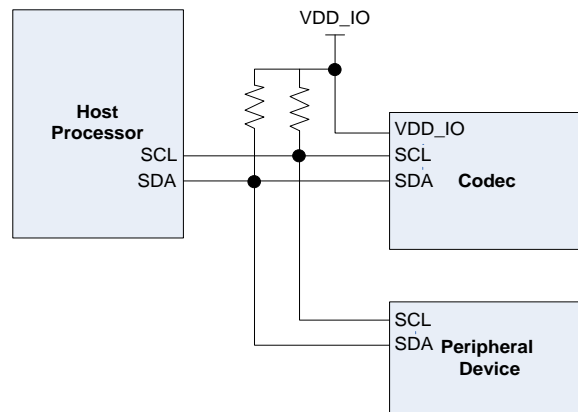 VDD_IO
Host
Processor
SCL
SDA
VDD_IO
SCL
SDA
Codec
SCL
SDA
Peripheral
Device